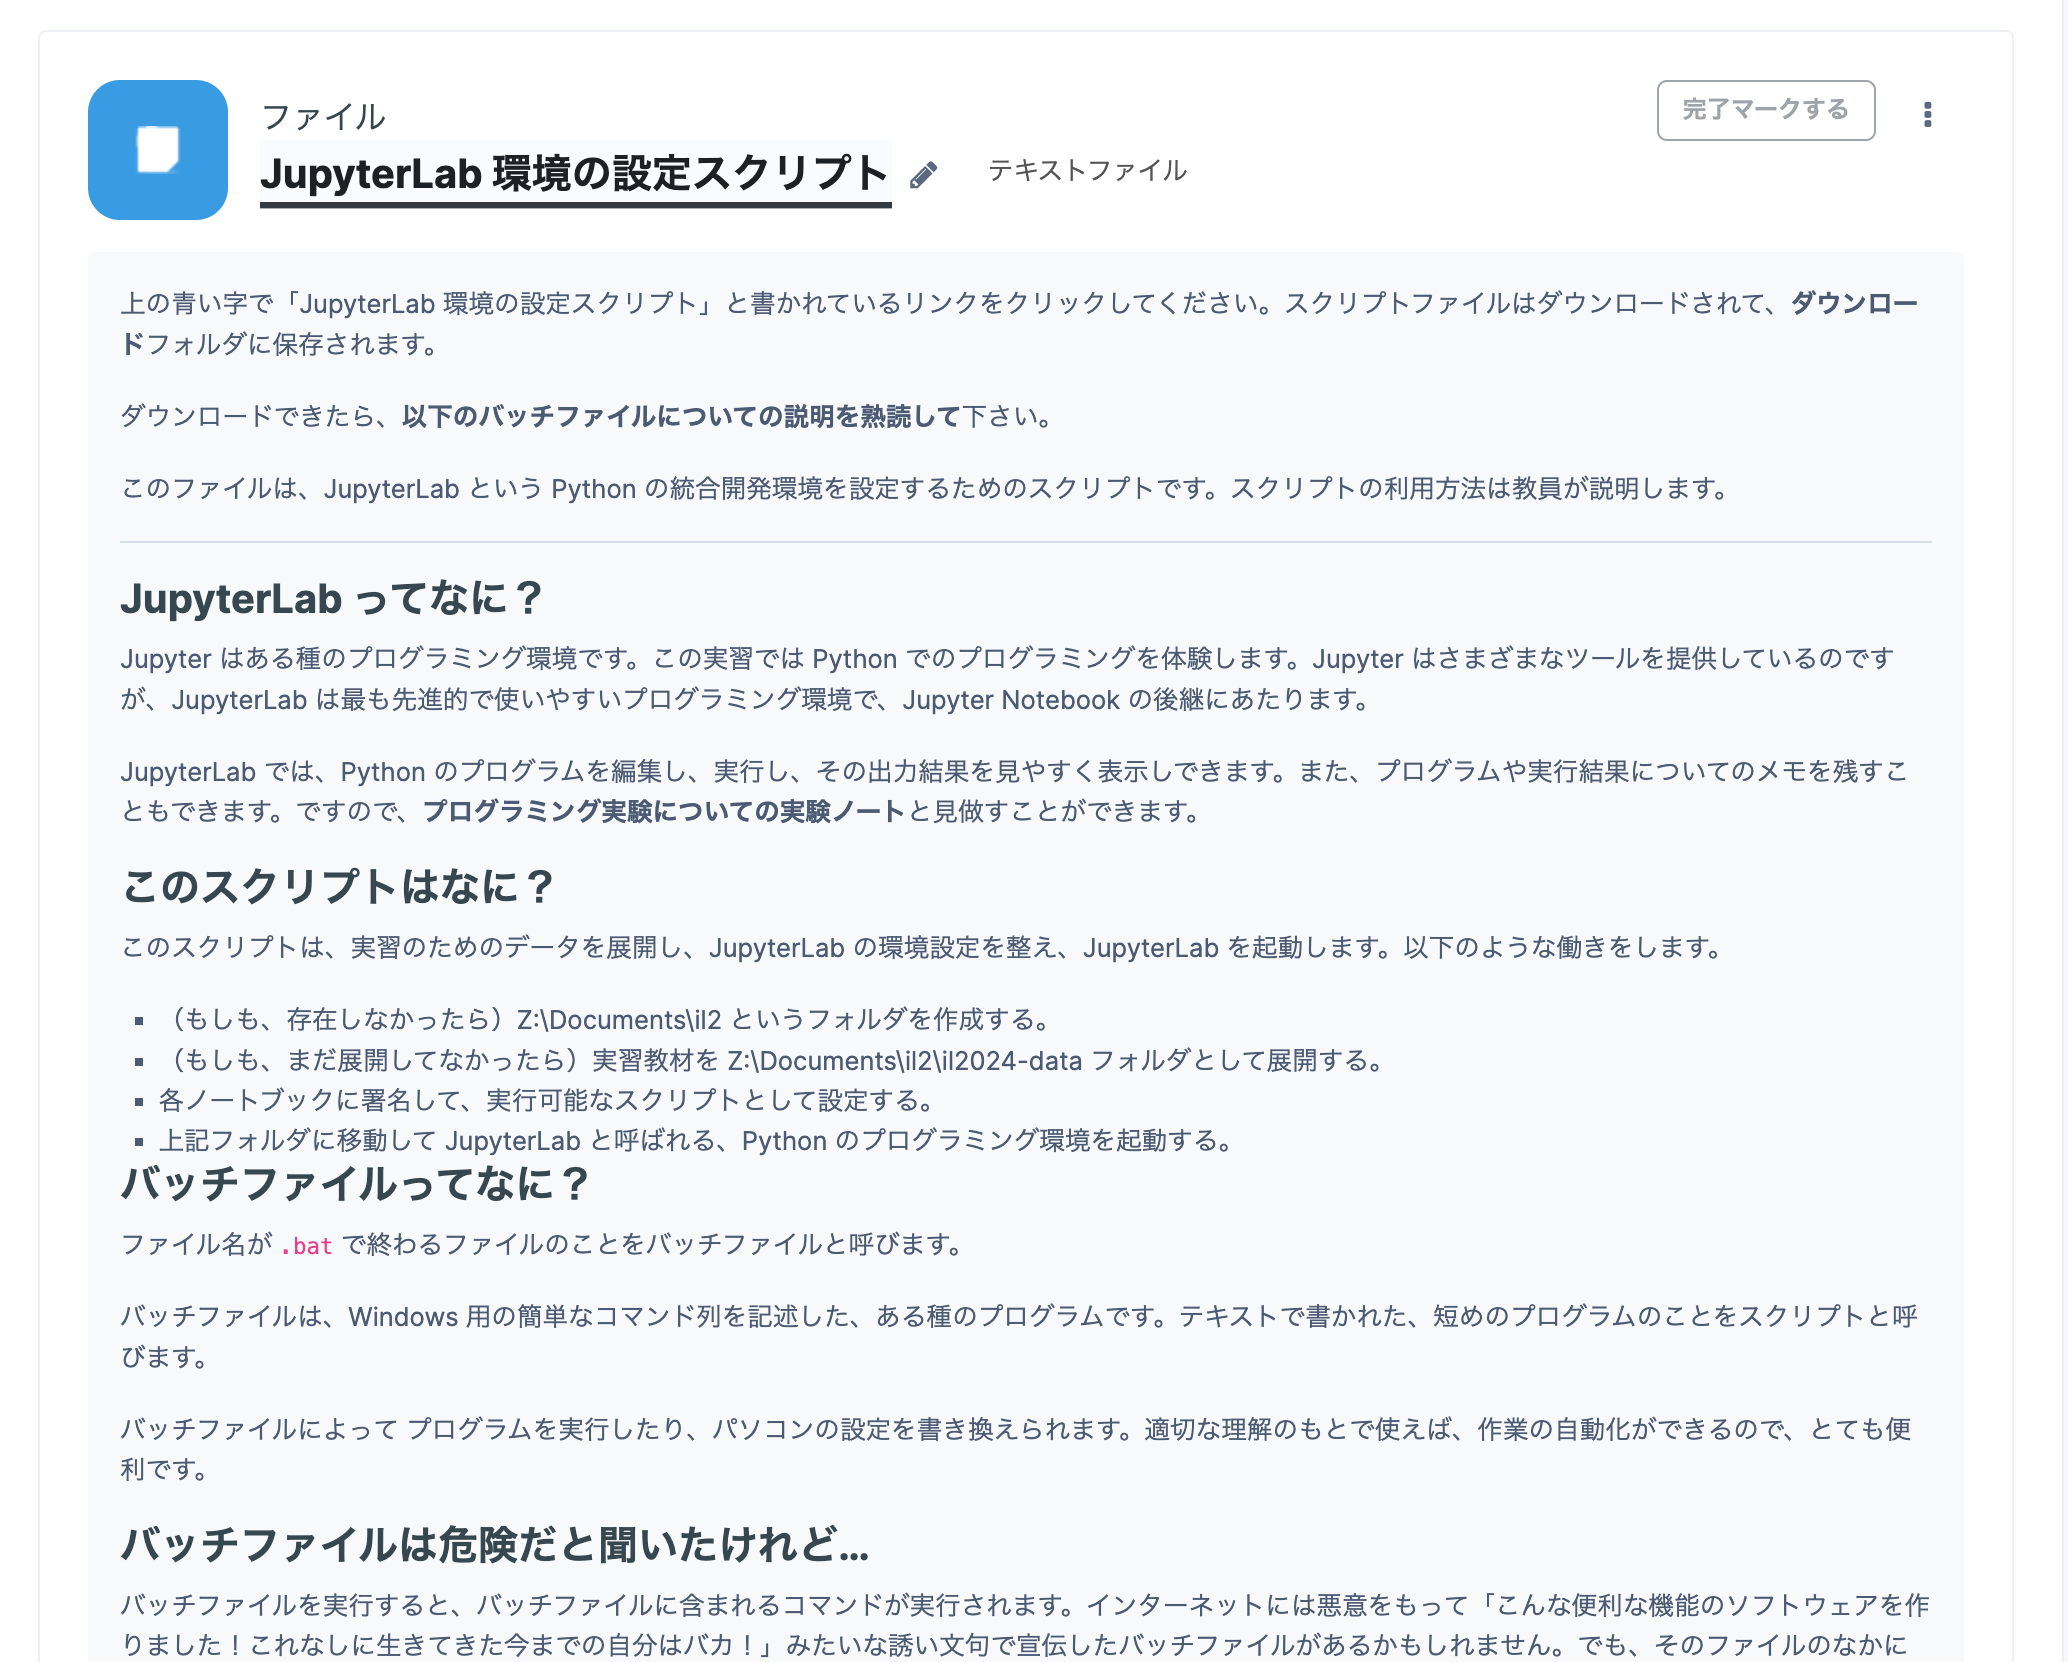 ファイル
完了マークする
JupyterLab 環境の設定スクリプト
テキストファイル
上の青い字で「JupyterLab 環境の設定スクリプト」と書かれているリンクをクリックしてください。スクリプトファイルはダウンロードされて、ダウンロー
ドフォルダに保存されます。
ダウンロードできたら、以下のバッチファイルについての説明を熟読して下さい。
このファイルは、JupyterLab という Python の統合開発環境を設定するためのスクリプトです。スクリプトの利用方法は教員が説明します。
JupyterLab ってなに？
Jupyter はある種のプログラミング環境です。この実習では Python でのプログラミングを体験します。Jupyter はさまざまなツールを提供しているのです
が、JupyterLab は最も先進的で使いやすいプログラミング環境で、Jupyter Notebook の後継にあたります。
JupyterLab では、Python のプログラムを編集し、実行し、その出力結果を見やすく表示しできます。また、プログラムや実行結果についてのメモを残すこ
ともできます。ですので、プログラミング実験についての実験ノートと見做すことができます。
このスクリプトはなに？
このスクリプトは、実習のためのデータを展開し、JupyterLab の環境設定を整え、JupyterLab を起動します。以下のような働きをします。
（もしも、存在しなかったら）Z:\Documents\il2 というフォルダを作成する。
（もしも、まだ展開してなかったら）実習教材を Z:\Documents\il2\il2024-data フォルダとして展開する。
各ノートブックに署名して、実行可能なスクリプトとして設定する。
上記フォルダに移動して JupyterLab と呼ばれる、Python のプログラミング環境を起動する。
バッチファイルってなに？
ファイル名が .bat で終わるファイルのことをバッチファイルと呼びます。
バッチファイルは、Windows 用の簡単なコマンド列を記述した、ある種のプログラムです。テキストで書かれた、短めのプログラムのことをスクリプトと呼
びます。
バッチファイルによって プログラムを実行したり、パソコンの設定を書き換えられます。適切な理解のもとで使えば、作業の自動化ができるので、とても便
利です。
バッチファイルは危険だと聞いたけれど…
バッチファイルを実行すると、バッチファイルに含まれるコマンドが実行されます。インターネットには悪意をもって「こんな便利な機能のソフトウェアを作
りました！これなしに生きてきた今までの自分はバカ！」みたいな誘い文句で宣伝したバッチファイルがあるかもしれません。でも、そのファイルのなかに